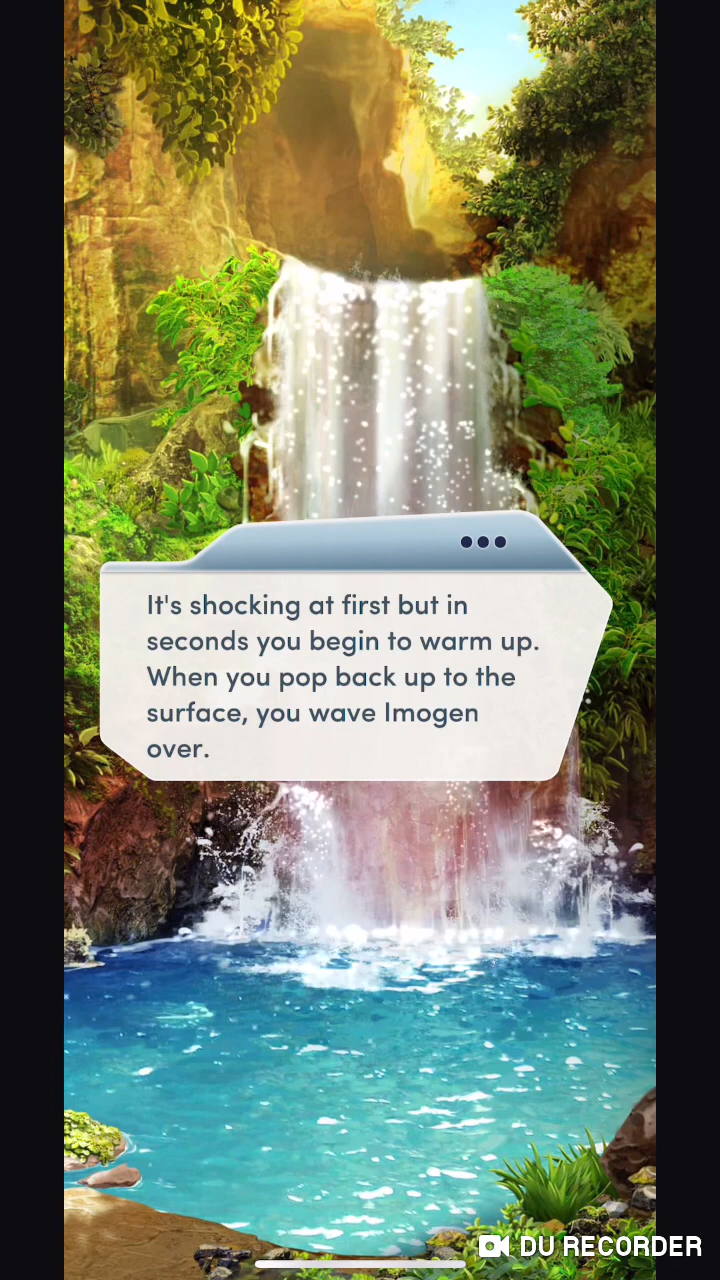 It's shocking at first but in
seconds you begin to warm up.
When you pop back up to the
surface, you wave Imogen
over.
DU RECORDER